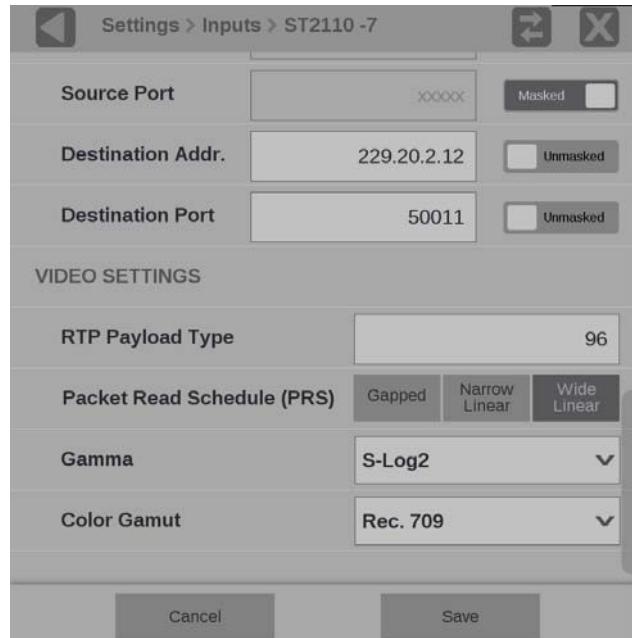 Settings > Inputs > ST2110 -7
Source Port xxxxx Masked
Destination Addr. 229.20.2.12 Unmasked
Destination Port 50011 Unmasked
VIDEO SETTINGS
RTP Payload Type 96
Packet Read Schedule (PRS) Gapped Narrow Linear Wide Linear
Gamma S-Log2
Color Gamut Rec. 709
Cancel Save